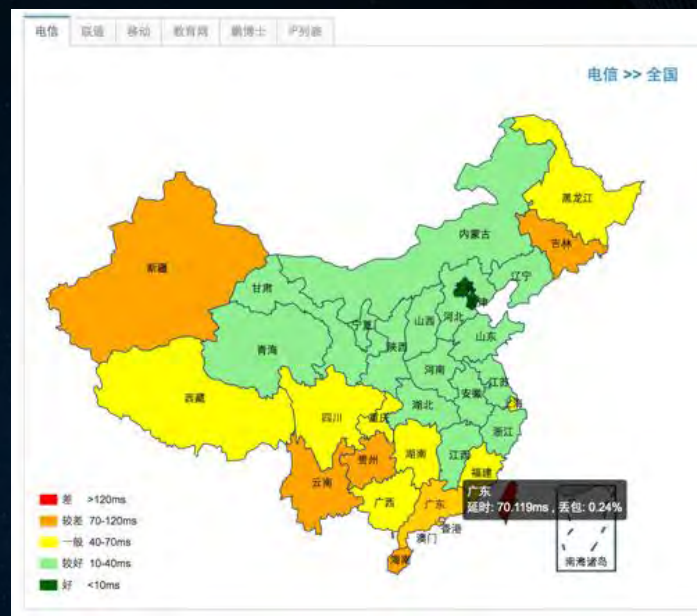 电信 联通 移动 教育网 鹏博士 IP列表
电信 >> 全国
黑龙江
吉林
内蒙古
辽宁
新疆
甘肃
宁夏
山西
河北
山东
青海
陕西
河南
江苏
安徽
上海
西藏
四川
重庆
湖北
浙江
湖南
江西
福建
贵州
云南
广西
广东
香港
澳门
海南
广东
延时: 70.119ms , 丢包: 0.24%
南海诸岛
差 >120ms
较差 70-120ms
一般 40-70ms
较好 10-40ms
好 <10ms